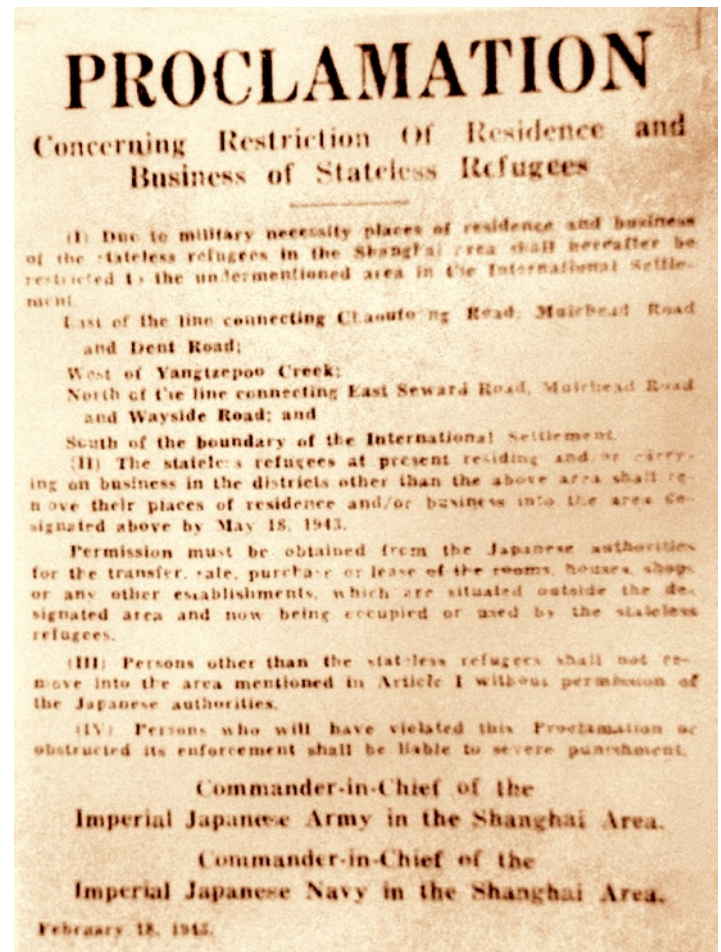 PROCLAMATION
Concerning Restriction Of Residence and
Business of Stateless Refugees
(I) Due to military necessity places of residence and business
of the stateless refugees in the Shanghai area shall hereafter be
restricted to the undermentioned area in the International Settle-
ment.
East of the line connecting Chaoufoong Road, Muirhead Road
and Dent Road;
West of Yangtzepoo Creek;
North of the line connecting East Seward Road, Muirhead Road
and Wayside Road; and
South of the boundary of the International Settlement.
(II) The stateless refugees at present residing and/or carry-
ing on business in the districts other than the above area shall re-
move their places of residence and/or business into the area de-
signated above by May 18, 1943.
Permission must be obtained from the Japanese authorities
for the transfer, sale, purchase or lease of the rooms, houses, shops
or any other establishments, which are situated outside the de-
signated area and now being occupied or used by the stateless
refugees.
(III) Persons other than the stateless refugees shall not re-
move into the area mentioned in Article I without permission of
the Japanese authorities.
(IV) Persons who will have violated this Proclamation or
obstructed its enforcement shall be liable to severe punishment.
Commander-in-Chief of the
Imperial Japanese Army in the Shanghai Area.
Commander-in-Chief of the
Imperial Japanese Navy in the Shanghai Area.
February 18, 1943.